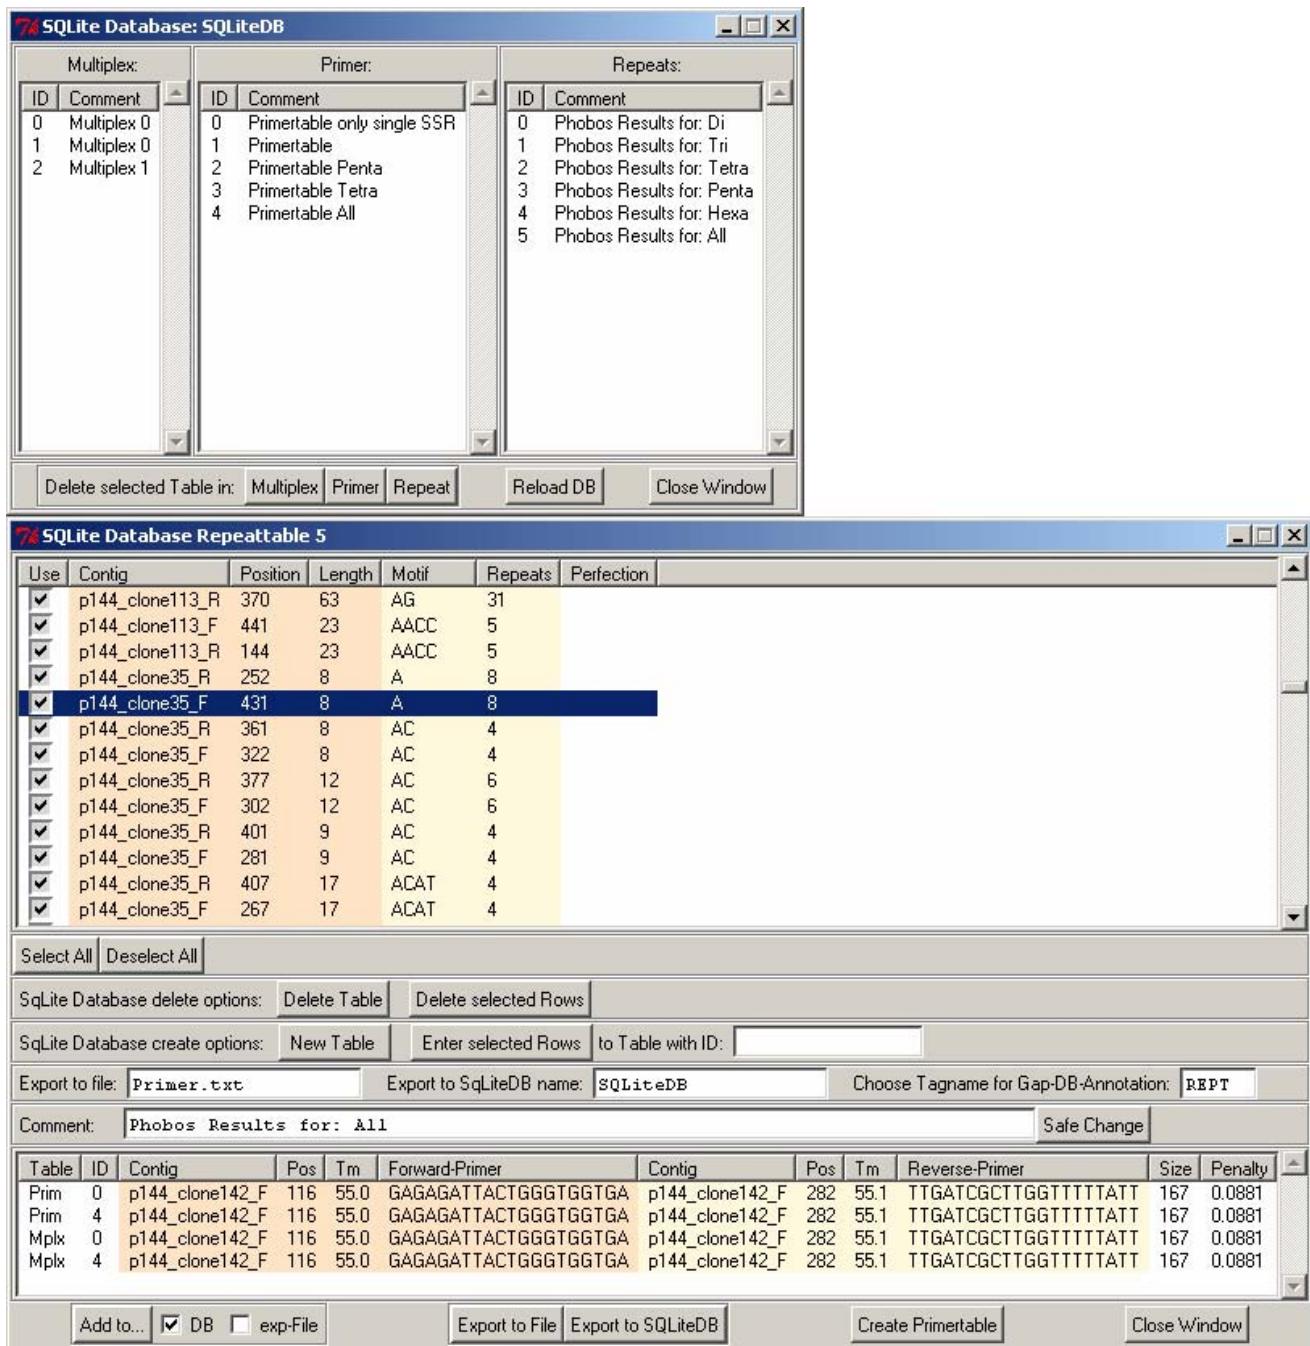 SQLite Database: SQLiteDB
Multiplex: Primer: Repeats:
ID Comment ID Comment ID Comment
0 Multiplex 0 0 Primertable only single SSR 0 Phobos Results for: Di
1 Multiplex 0 1 Primertable 1 Phobos Results for: Tri
2 Multiplex 1 2 Primertable Penta 2 Phobos Results for: Tetra
3 Primertable Tetra 3 Phobos Results for: Penta
4 Primertable All 4 Phobos Results for: Hexa
5 Phobos Results for: All
Delete selected Table in: Multiplex Primer Repeat Reload DB Close Window
SQLite Database Repeattable 5
Use Contig Position Length Motif Repeats Perfection
p144_clone113_R 370 63 AG 31
p144_clone113_F 441 23 AACC 5
p144_clone113_R 144 23 AACC 5
p144_clone35_R 252 8 A 8
p144_clone35_F 431 8 A 8
p144_clone35_R 361 8 AC 4
p144_clone35_F 322 8 AC 4
p144_clone35_R 377 12 AC 6
p144_clone35_F 302 12 AC 6
p144_clone35_R 401 9 AC 4
p144_clone35_F 281 9 AC 4
p144_clone35_R 407 17 ACAT 4
p144_clone35_F 267 17 ACAT 4
Select All Deselect All
SqLite Database delete options: Delete Table Delete selected Rows
SqLite Database create options: New Table Enter selected Rows to Table with ID:
Export to file: Primer.txt Export to SqLiteDB name: SQLiteDB Choose Tagname for Gap-DB-Annotation: REPT
Comment: Phobos Results for: All Safe Change
Table ID Contig Pos Tm Forward-Primer Contig Pos Tm Reverse-Primer Size Penalty
Prim 0 p144_clone142_F 116 55.0 GAGAGATTACTGGGTGGTGA p144_clone142_F 282 55.1 TTGATCGCTTGGTTTTTATT 167 0.0881
Prim 4 p144_clone142_F 116 55.0 GAGAGATTACTGGGTGGTGA p144_clone142_F 282 55.1 TTGATCGCTTGGTTTTTATT 167 0.0881
Mplx 0 p144_clone142_F 116 55.0 GAGAGATTACTGGGTGGTGA p144_clone142_F 282 55.1 TTGATCGCTTGGTTTTTATT 167 0.0881
Mplx 4 p144_clone142_F 116 55.0 GAGAGATTACTGGGTGGTGA p144_clone142_F 282 55.1 TTGATCGCTTGGTTTTTATT 167 0.0881
Add to... DB exp-File Export to File Export to SQLiteDB Create Primertable Close Window